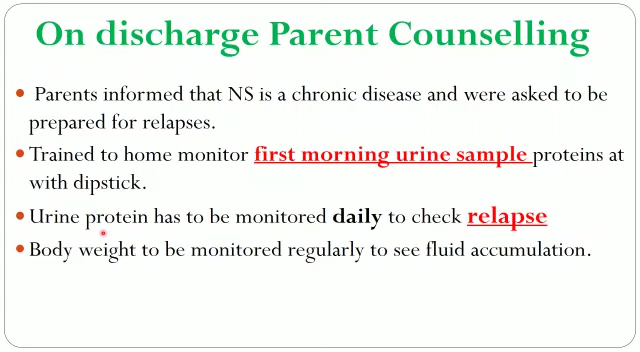 On discharge Parent Counselling
Parents informed that NS is a chronic disease and were asked to be
prepared for relapses.
Trained to home monitor first morning urine sample proteins at
with dipstick.
Urine protein has to be monitored daily to check relapse
Body weight to be monitored regularly to see fluid accumulation.